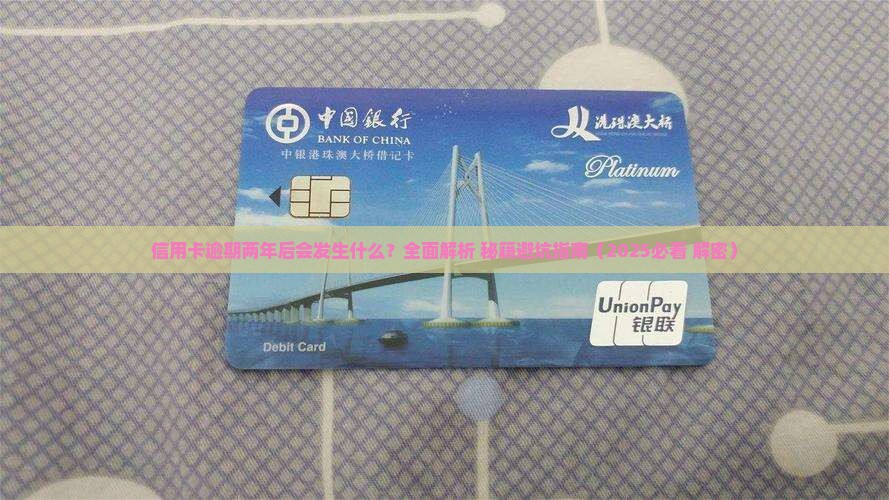 中国银行
BANK OF CHINA
中银港珠澳大桥借记卡
港珠澳大桥
Platinum
信用卡逾期两年后会发生什么？全面解析 秘籍避坑指南（2025必看 解密）
UnionPay
银联
Debit Card